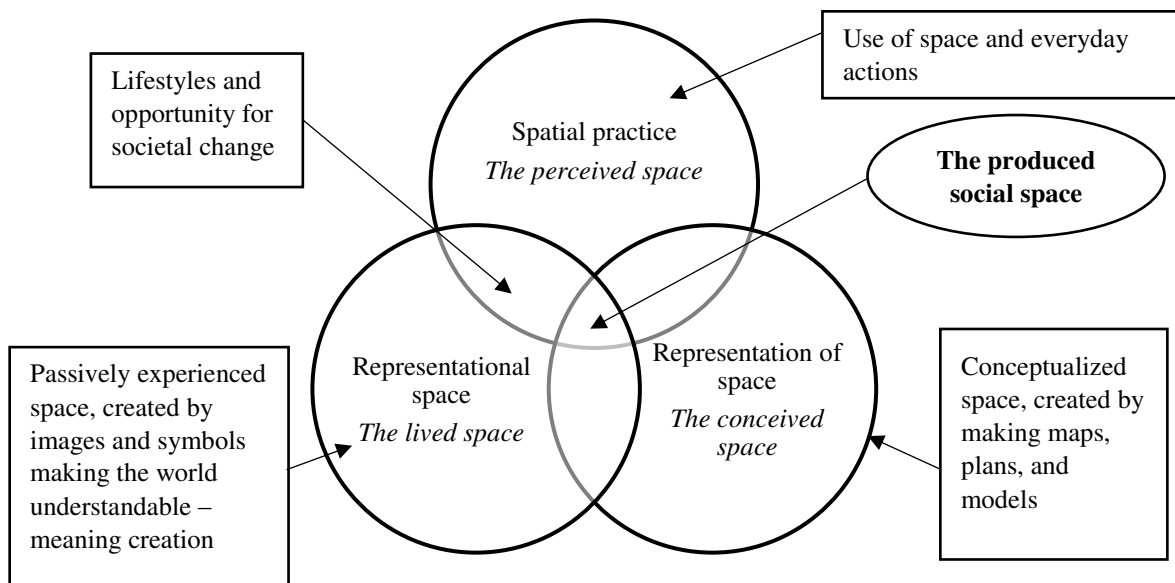 Lifestyles and
opportunity for
societal change
Use of space and everyday
actions
Spatial practice
The perceived space
The produced
social space
Passively experienced
space, created by
images and symbols
making the world
understandable –
meaning creation
Representational
space
The lived space
Representation of
space
The conceived
space
Conceptualized
space, created by
making maps,
plans, and
models